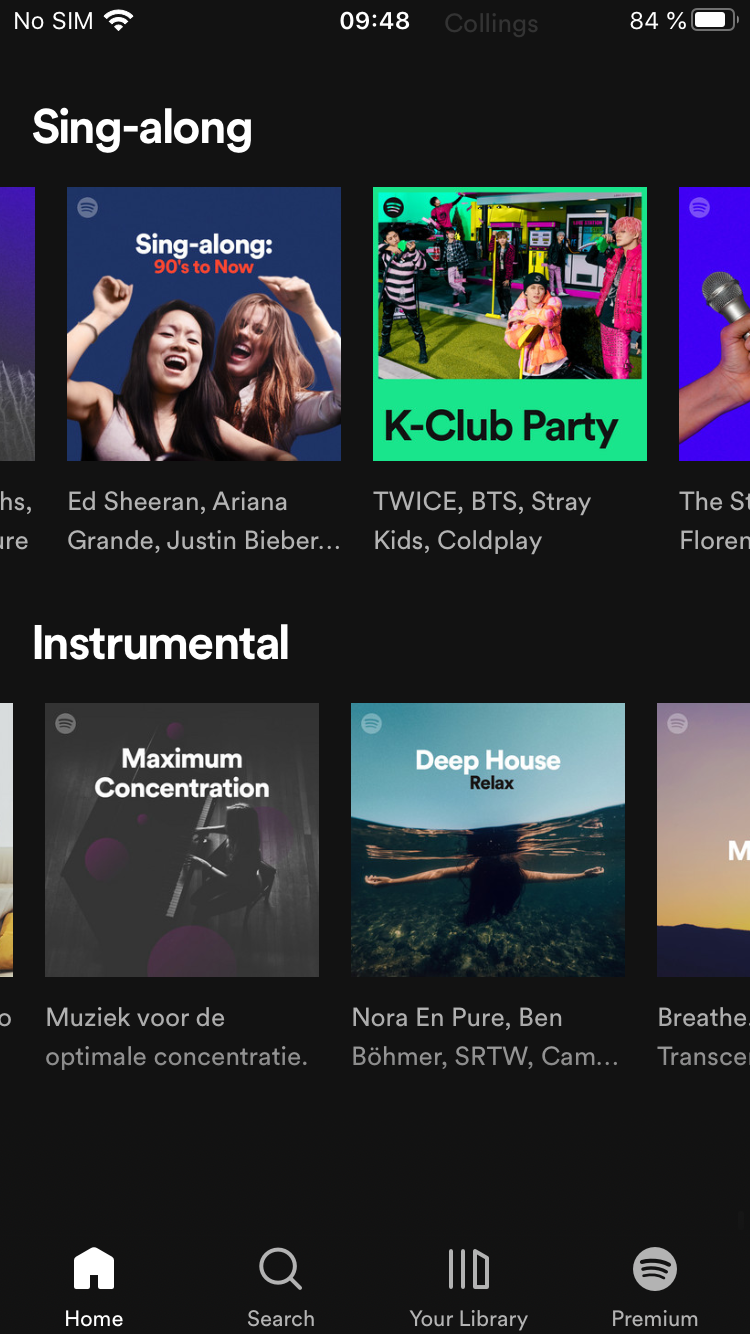 No SIM 09:48 Collings 84 %
Sing-along
Sing-along:
90's to Now
K-Club Party
Ed Sheeran, Ariana
Grande, Justin Bieber...
TWICE, BTS, Stray
Kids, Coldplay
The St
Floren
Instrumental
Maximum
Concentration
Deep House
Relax
M
Muziek voor de
optimale concentratie.
Nora En Pure, Ben
Böhmer, SRTW, Cam...
Breathe.
Transce
Home
Search
Your Library
Premium